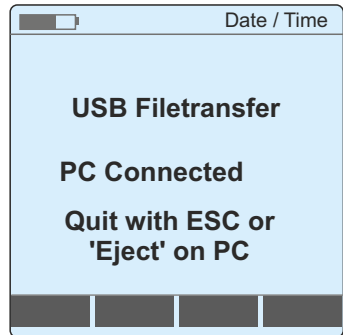 Date / Time
USB Filetransfer
PC Connected
Quit with ESC or
'Eject' on PC